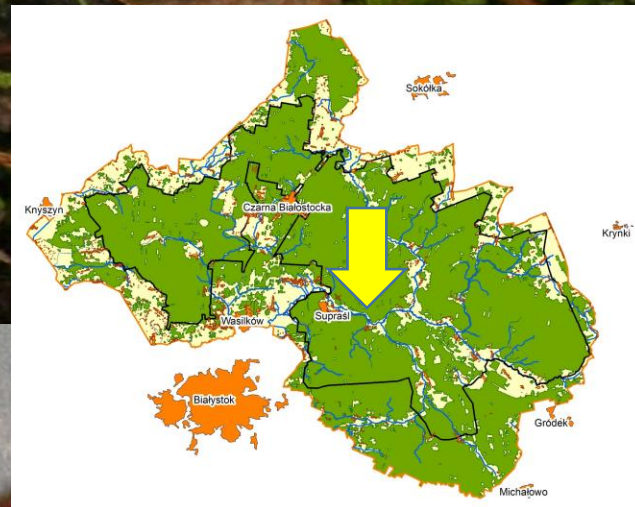 Sokółka
Knyszyn
Czarna Białostocka
Krynki
Wasilków
Supraśl
Białystok
Gródek
Michałowo